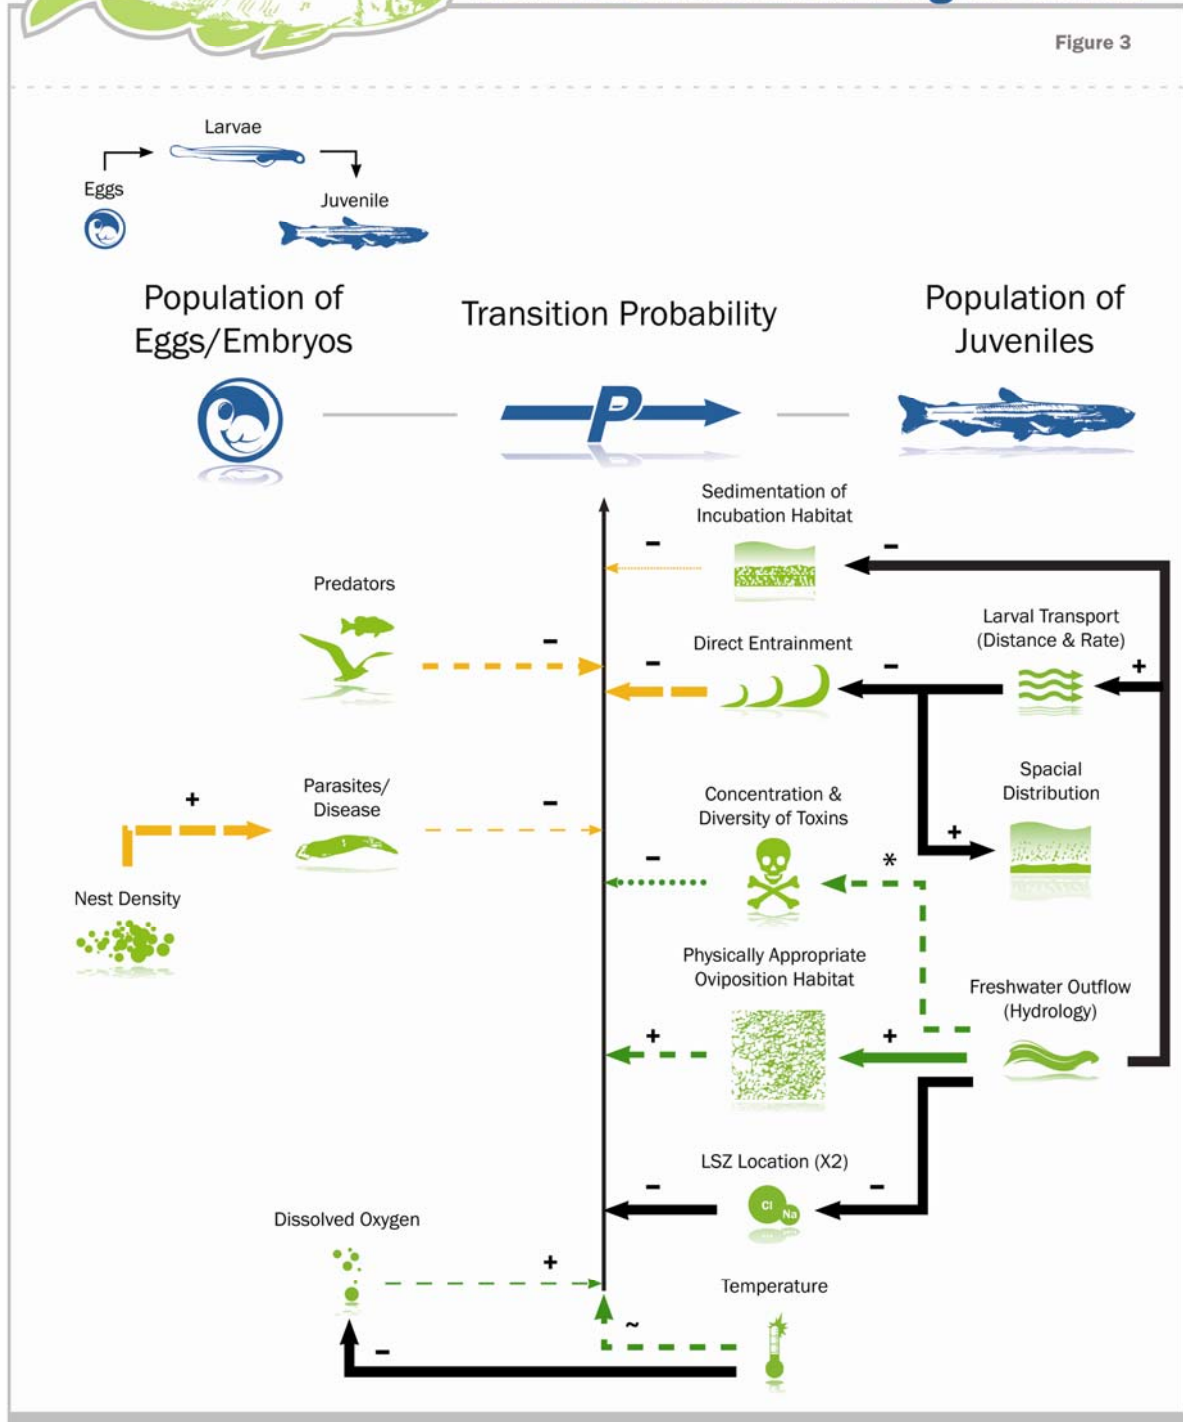 Figure 3
Larvae
Eggs
Juvenile
Population of
Eggs/Embryos
Transition Probability
Population of
Juveniles
P
Sedimentation of
Incubation Habitat
-
-
Predators
Larval Transport
(Distance & Rate)
Direct Entrainment
-
-
-
+
Parasites/
Disease
+
-
Spacial
Distribution
Concentration &
Diversity of Toxins
+
-
*
Nest Density
Physically Appropriate
Oviposition Habitat
Freshwater Outflow
(Hydrology)
+
+
LSZ Location (X2)
-
-
Cl
Na
Dissolved Oxygen
+
Temperature
~
-